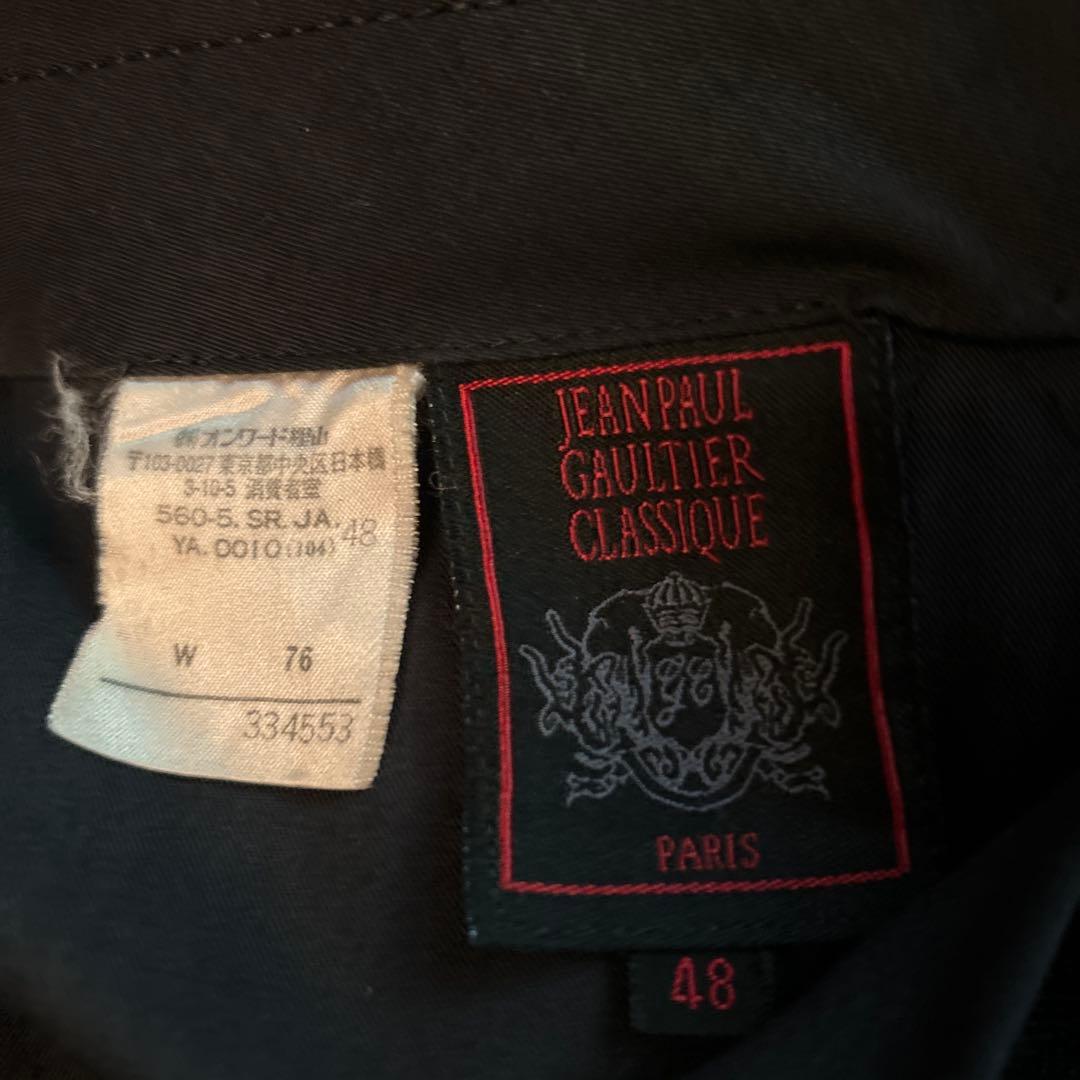 ㈱オンワード樫山
〒103-0027 東京都中央区日本橋
3-10-5 消費者室
560-5. SR. JA. 48
YA. 0010(104)
W 76
334553
JEAN PAUL
GAULTIER
CLASSIQUE
PARIS
48